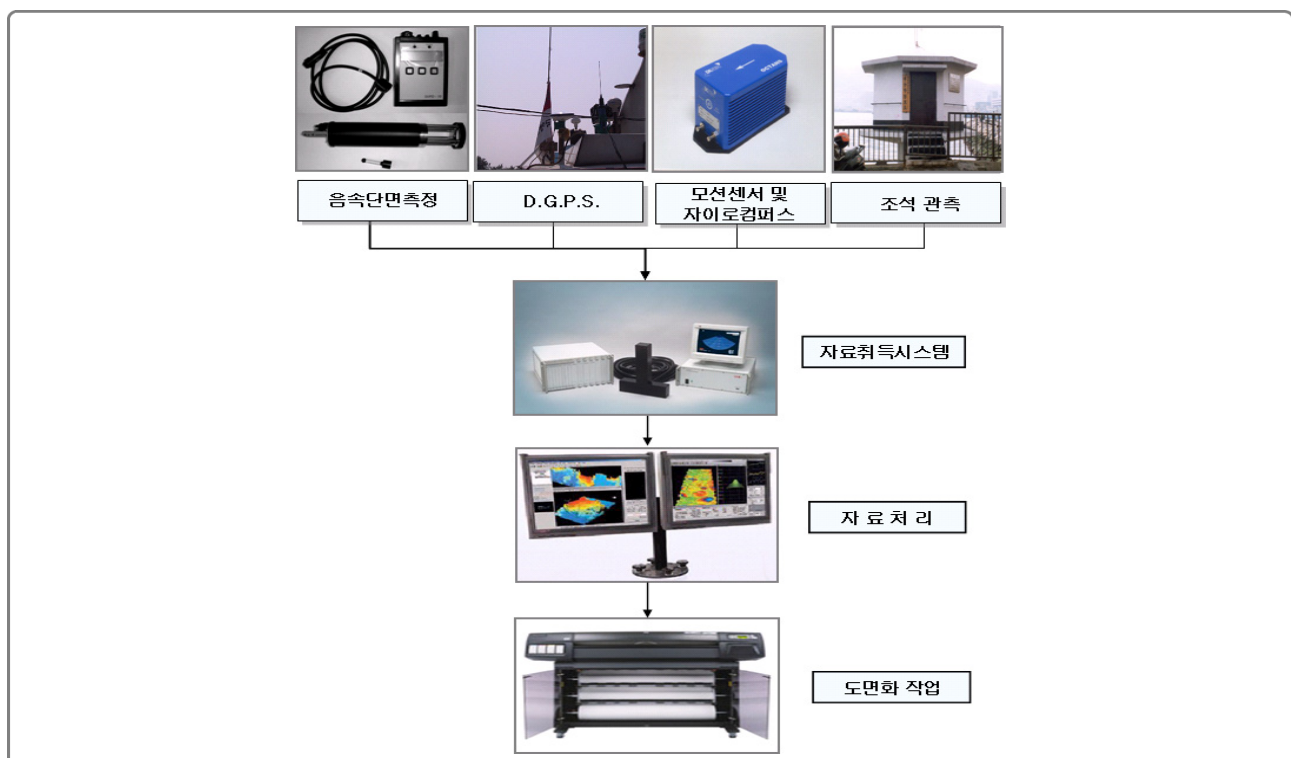 음속단면측정
D.G.P.S.
모션센서 및
자이로컴퍼스
조석 관측
OCTANS
자료취득시스템
자 료 처 리
도면화 작업